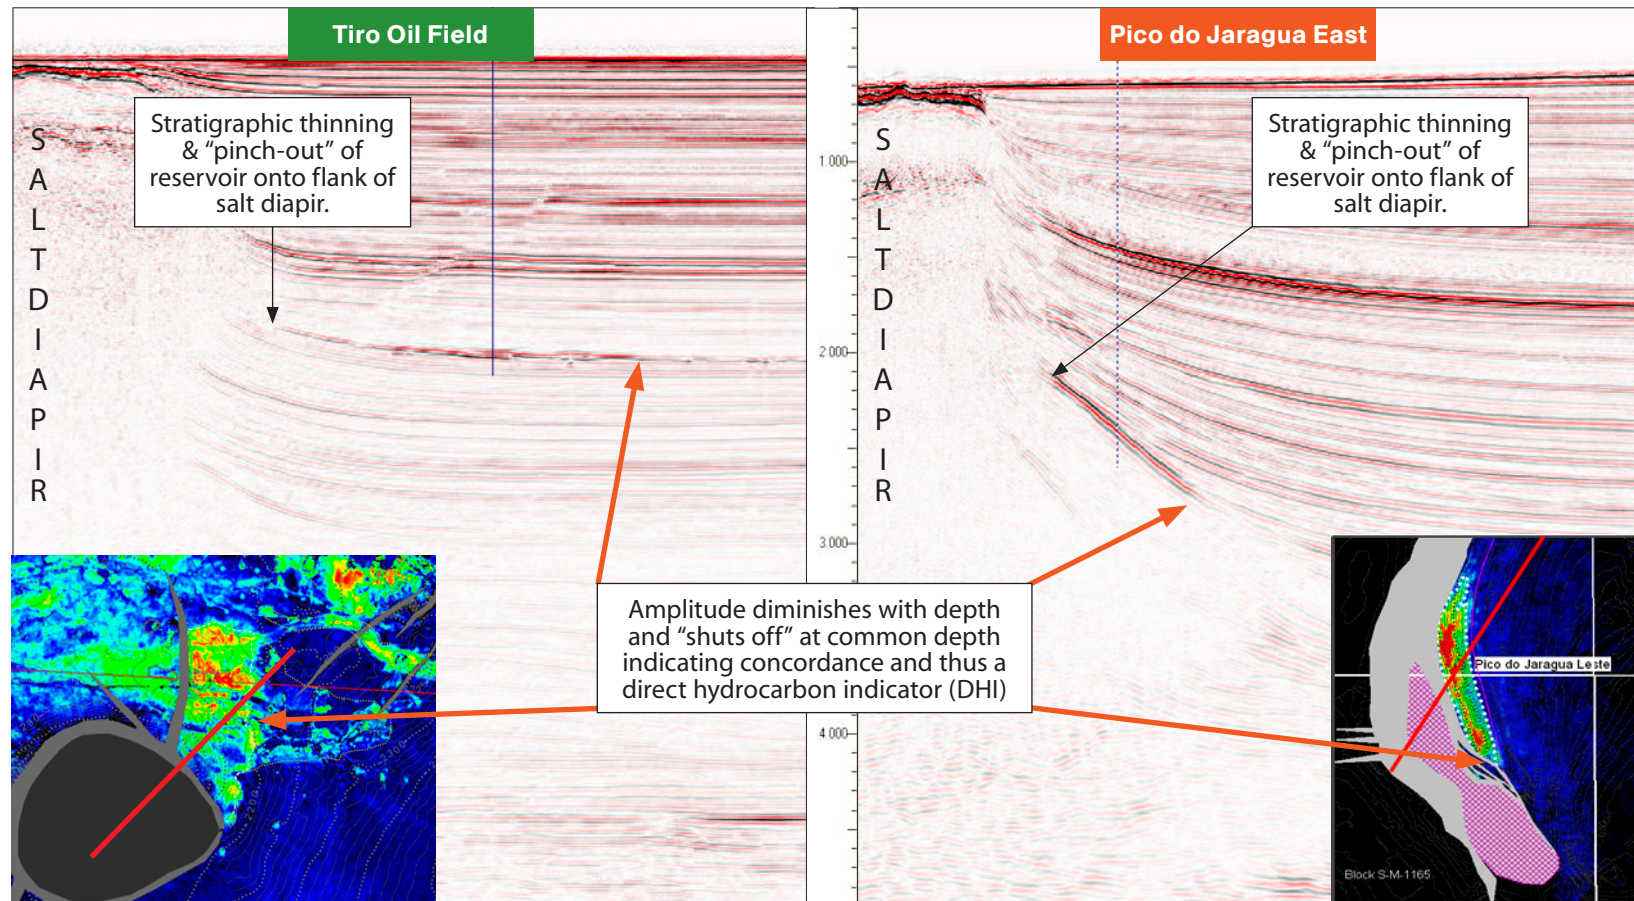 Tiro Oil Field
Pico do Jaragua East
Stratigraphic thinning
& “pinch-out” of
reservoir onto flank of
salt diapir.
S
A
L
T
D
I
A
P
I
R
1000
2 000
3 000
4 000
Stratigraphic thinning
& “pinch-out” of
reservoir onto flank of
salt diapir.
S
A
L
T
D
I
A
P
I
R
Amplitude diminishes with depth
and “shuts off” at common depth
indicating concordance and thus a
direct hydrocarbon indicator (DHI)
2200
Pico do Jaragua Leste
Block S-M-1165